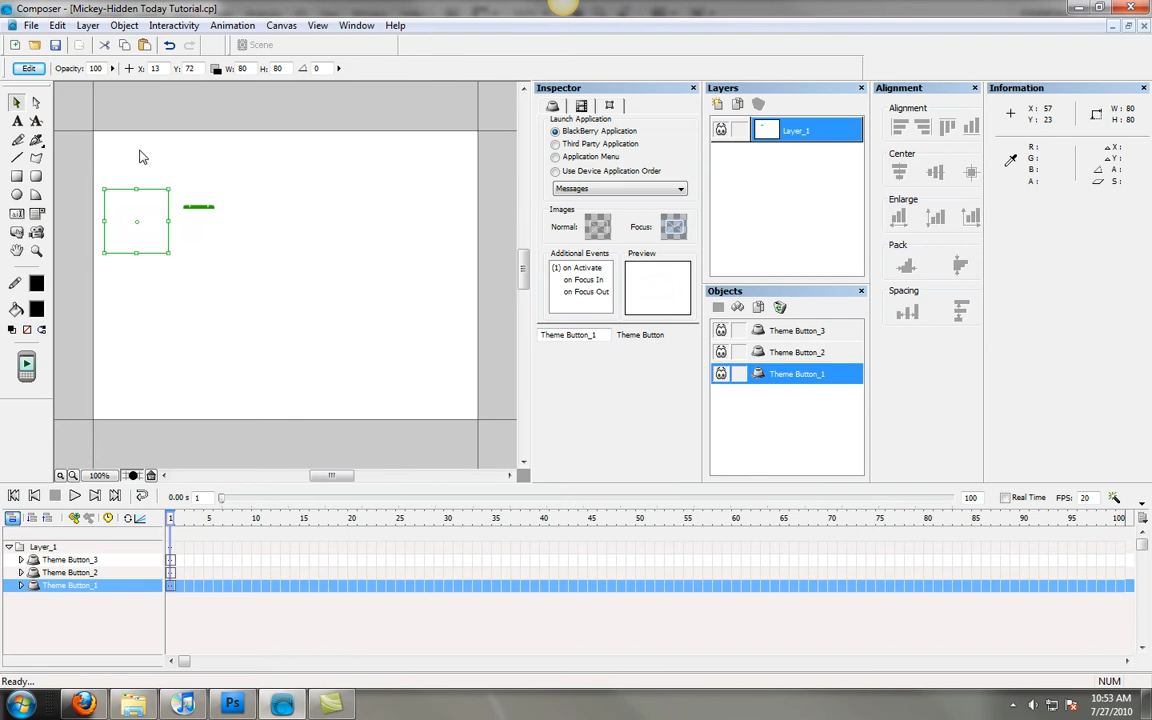 Composer - [Mickey-Hidden Today Tutorial.cp]
File Edit Layer Object Interactivity Animation Canvas View Window Help
Scene
Edit Opacity: 100 X: 13 Y: 72 W: 80 H: 80 0
Inspector
Launch Application
BlackBerry Application
Third Party Application
Application Menu
Use Device Application Order
Messages
Images
Normal: Focus:
Additional Events Preview
(1) on Activate
on Focus In
on Focus Out
Theme Button_1 Theme Button
Layers
Layer_1
Objects
Theme Button_3
Theme Button_2
Theme Button_1
Alignment
Alignment
Center
Enlarge
Pack
Spacing
Information
X: 57 W: 80
Y: 23 H: 80
R:
G:
B:
A:
X:
Y:
A:
S:
100%
0.00 s 1 100 Real Time FPS: 20
1 5 10 15 20 25 30 35 40 45 50 55 60 65 70 75 80 85 90 95 100
Layer_1
Theme Button_3
Theme Button_2
Theme Button_1
Ready... NUM
Ps
10:53 AM
7/27/2010